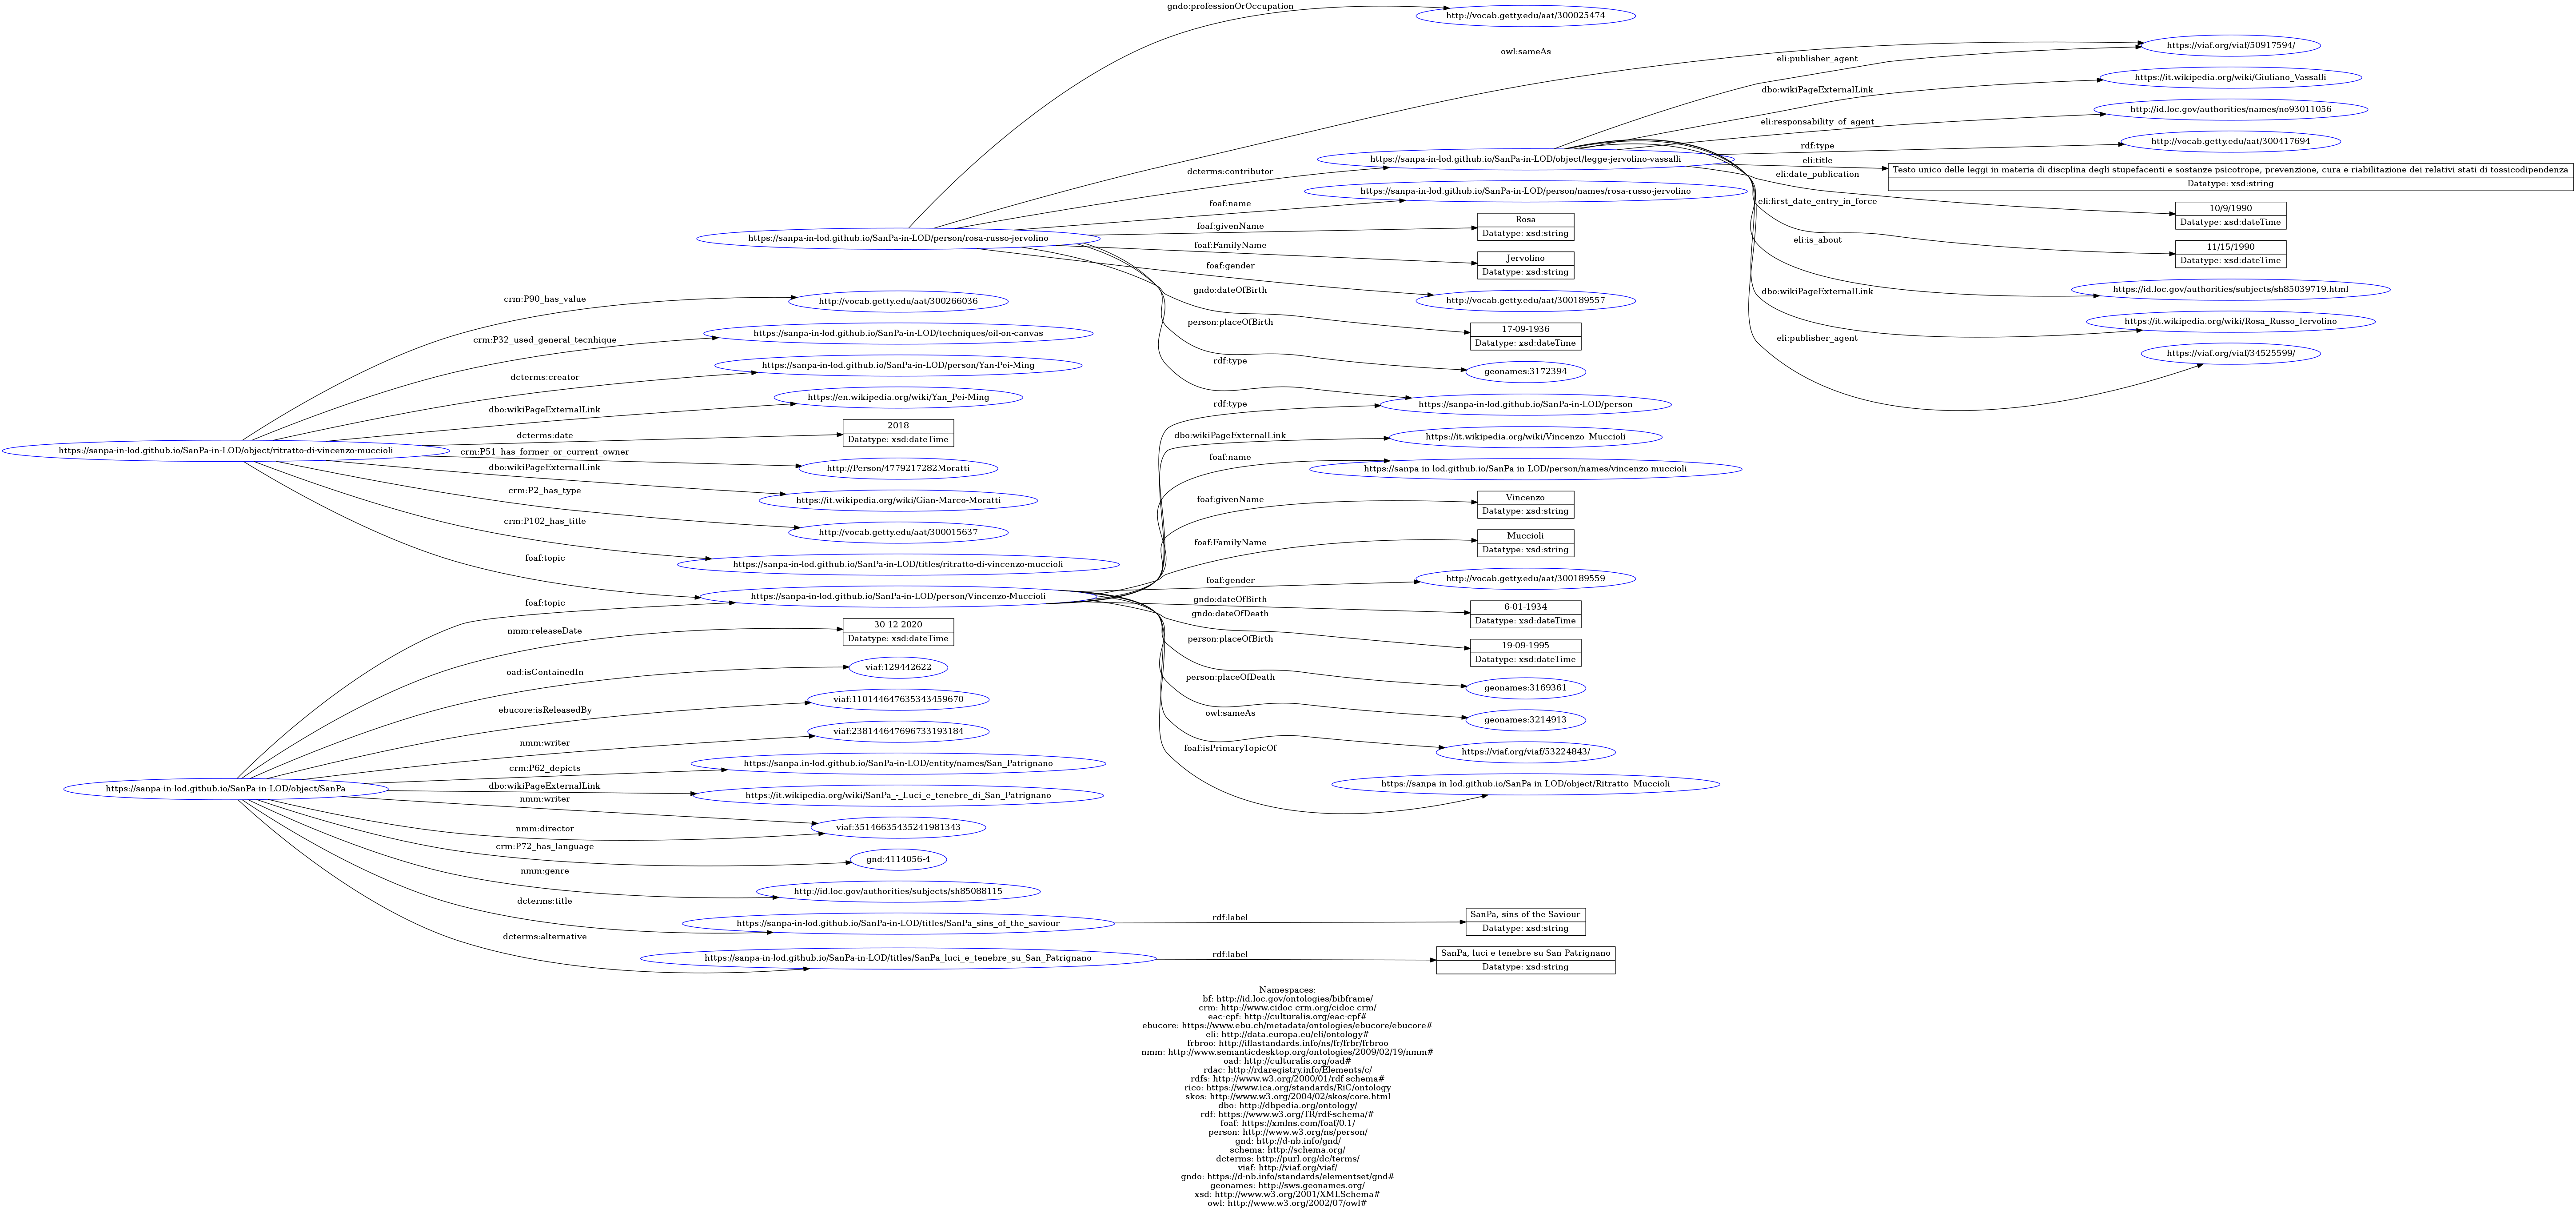 gndo:professionOrOccupation
http://vocab.getty.edu/aat/300025474
owl:sameAs
https://viaf.org/viaf/50917594/
eli:publisher_agent
https://it.wikipedia.org/wiki/Giuliano_Vassalli
dbo:wikiPageExternalLink
http://id.loc.gov/authorities/names/no93011056
eli:responsability_of_agent
http://vocab.getty.edu/aat/300417694
rdf:type
https://sanpa-in-lod.github.io/SanPa-in-LOD/object/legge-jervolino-vassalli
eli:title
Testo unico delle leggi in materia di discplina degli stupefacenti e sostanze psicotrope, prevenzione, cura e riabilitazione dei relativi stati di tossicodipendenza
Datatype: xsd:string
dcterms:contributor
eli:date_publication
https://sanpa-in-lod.github.io/SanPa-in-LOD/person/names/rosa-russo-jervolino
foaf:name
eli:first_date_entry_in_force
10/9/1990
Datatype: xsd:dateTime
Rosa
Datatype: xsd:string
foaf:givenName
https://sanpa-in-lod.github.io/SanPa-in-LOD/person/rosa-russo-jervolino
foaf:FamilyName
eli:is_about
11/15/1990
Datatype: xsd:dateTime
Jervolino
Datatype: xsd:string
foaf:gender
gndo:dateOfBirth
dbo:wikiPageExternalLink
https://id.loc.gov/authorities/subjects/sh85039719.html
crm:P90_has_value
http://vocab.getty.edu/aat/300266036
http://vocab.getty.edu/aat/300189557
person:placeOfBirth
https://it.wikipedia.org/wiki/Rosa_Russo_Iervolino
17-09-1936
Datatype: xsd:dateTime
crm:P32_used_general_tecnhique
https://sanpa-in-lod.github.io/SanPa-in-LOD/techniques/oil-on-canvas
eli:publisher_agent
https://viaf.org/viaf/34525599/
rdf:type
https://sanpa-in-lod.github.io/SanPa-in-LOD/person/Yan-Pei-Ming
geonames:3172394
dcterms:creator
https://en.wikipedia.org/wiki/Yan_Pei-Ming
rdf:type
https://sanpa-in-lod.github.io/SanPa-in-LOD/person
dbo:wikiPageExternalLink
2018
Datatype: xsd:dateTime
dcterms:date
dbo:wikiPageExternalLink
https://it.wikipedia.org/wiki/Vincenzo_Muccioli
https://sanpa-in-lod.github.io/SanPa-in-LOD/object/ritratto-di-vincenzo-muccioli
crm:P51_has_former_or_current_owner
foaf:name
dbo:wikiPageExternalLink
http://Person/4779217282Moratti
https://sanpa-in-lod.github.io/SanPa-in-LOD/person/names/vincenzo-muccioli
crm:P2_has_type
https://it.wikipedia.org/wiki/Gian-Marco-Moratti
foaf:givenName
Vincenzo
Datatype: xsd:string
crm:P102_has_title
http://vocab.getty.edu/aat/300015637
foaf:FamilyName
Muccioli
Datatype: xsd:string
foaf:topic
https://sanpa-in-lod.github.io/SanPa-in-LOD/titles/ritratto-di-vincenzo-muccioli
foaf:gender
http://vocab.getty.edu/aat/300189559
foaf:topic
https://sanpa-in-lod.github.io/SanPa-in-LOD/person/Vincenzo-Muccioli
gndo:dateOfBirth
6-01-1934
Datatype: xsd:dateTime
gndo:dateOfDeath
nmm:releaseDate
30-12-2020
Datatype: xsd:dateTime
person:placeOfBirth
19-09-1995
Datatype: xsd:dateTime
oad:isContainedIn
viaf:129442622
person:placeOfDeath
geonames:3169361
ebucore:isReleasedBy
viaf:110144647635343459670
owl:sameAs
geonames:3214913
nmm:writer
viaf:238144647696733193184
foaf:isPrimaryTopicOf
https://viaf.org/viaf/53224843/
crm:P62_depicts
https://sanpa-in-lod.github.io/SanPa-in-LOD/entity/names/San_Patrignano
https://sanpa-in-lod.github.io/SanPa-in-LOD/object/Ritratto_Muccioli
https://sanpa-in-lod.github.io/SanPa-in-LOD/object/SanPa
dbo:wikiPageExternalLink
https://it.wikipedia.org/wiki/SanPa_-_Luci_e_tenebre_di_San_Patrignano
nmm:writer
nmm:director
viaf:35146635435241981343
crm:P72_has_language
gnd:4114056-4
nmm:genre
http://id.loc.gov/authorities/subjects/sh85088115
dcterms:title
https://sanpa-in-lod.github.io/SanPa-in-LOD/titles/SanPa_sins_of_the_saviour
rdf:label
SanPa, sins of the Saviour
Datatype: xsd:string
dcterms:alternative
https://sanpa-in-lod.github.io/SanPa-in-LOD/titles/SanPa_luci_e_tenebre_su_San_Patrignano
rdf:label
SanPa, luci e tenebre su San Patrignano
Datatype: xsd:string
Namespaces:
bf: http://id.loc.gov/ontologies/bibframe/
crm: http://www.cidoc-crm.org/cidoc-crm/
eac-cpf: http://culturalis.org/eac-cpf#
ebucore: https://www.ebu.ch/metadata/ontologies/ebucore/ebucore#
eli: http://data.europa.eu/eli/ontology#
frbroo: http://iflastandards.info/ns/fr/frbr/frbroo
nmm: http://www.semanticdesktop.org/ontologies/2009/02/19/nmm#
oad: http://culturalis.org/oad#
rdac: http://rdaregistry.info/Elements/c/
rdfs: http://www.w3.org/2000/01/rdf-schema#
rico: https://www.ica.org/standards/RiC/ontology
skos: http://www.w3.org/2004/02/skos/core.html
dbo: http://dbpedia.org/ontology/
rdf: https://www.w3.org/TR/rdf-schema/#
foaf: https://xmlns.com/foaf/0.1/
person: http://www.w3.org/ns/person/
gnd: http://d-nb.info/gnd/
schema: http://schema.org/
dcterms: http://purl.org/dc/terms/
viaf: http://viaf.org/viaf/
gndo: https://d-nb.info/standards/elementset/gnd#
geonames: http://sws.geonames.org/
xsd: http://www.w3.org/2001/XMLSchema#
owl: http://www.w3.org/2002/07/owl#